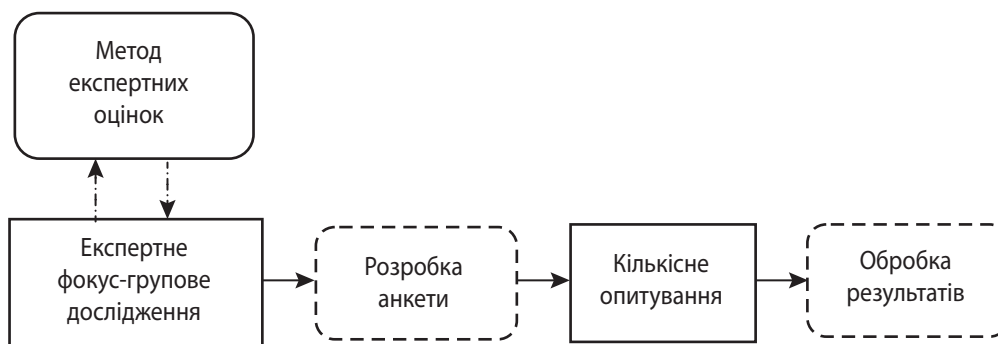 Метод
експертних
оцінок
Експертне
фокус-групове
дослідження
Розробка
анкети
Кількісне
опитування
Обробка
результатів